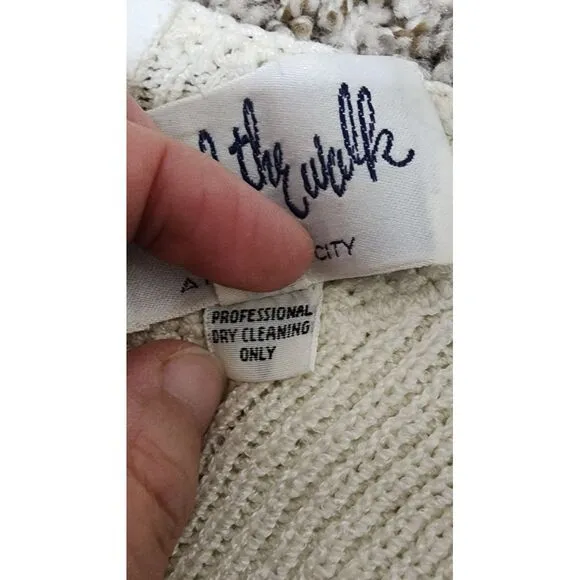 the walk
CITY
PROFESSIONAL
DRY CLEANING
ONLY